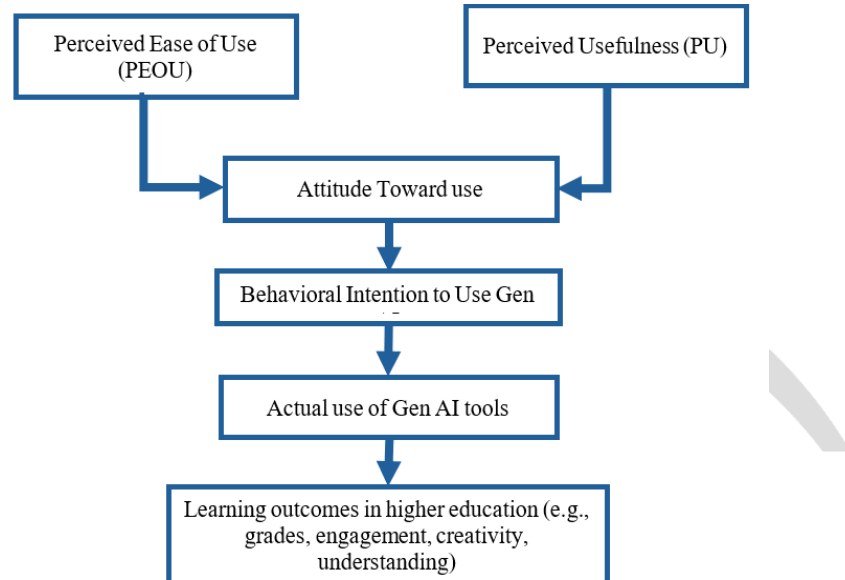 Perceived Ease of Use
(PEOU)
Perceived Usefulness (PU)
Attitude Toward use
Behavioral Intention to Use Gen
Actual use of Gen AI tools
Learning outcomes in higher education (e.g.,
grades, engagement, creativity,
understanding)